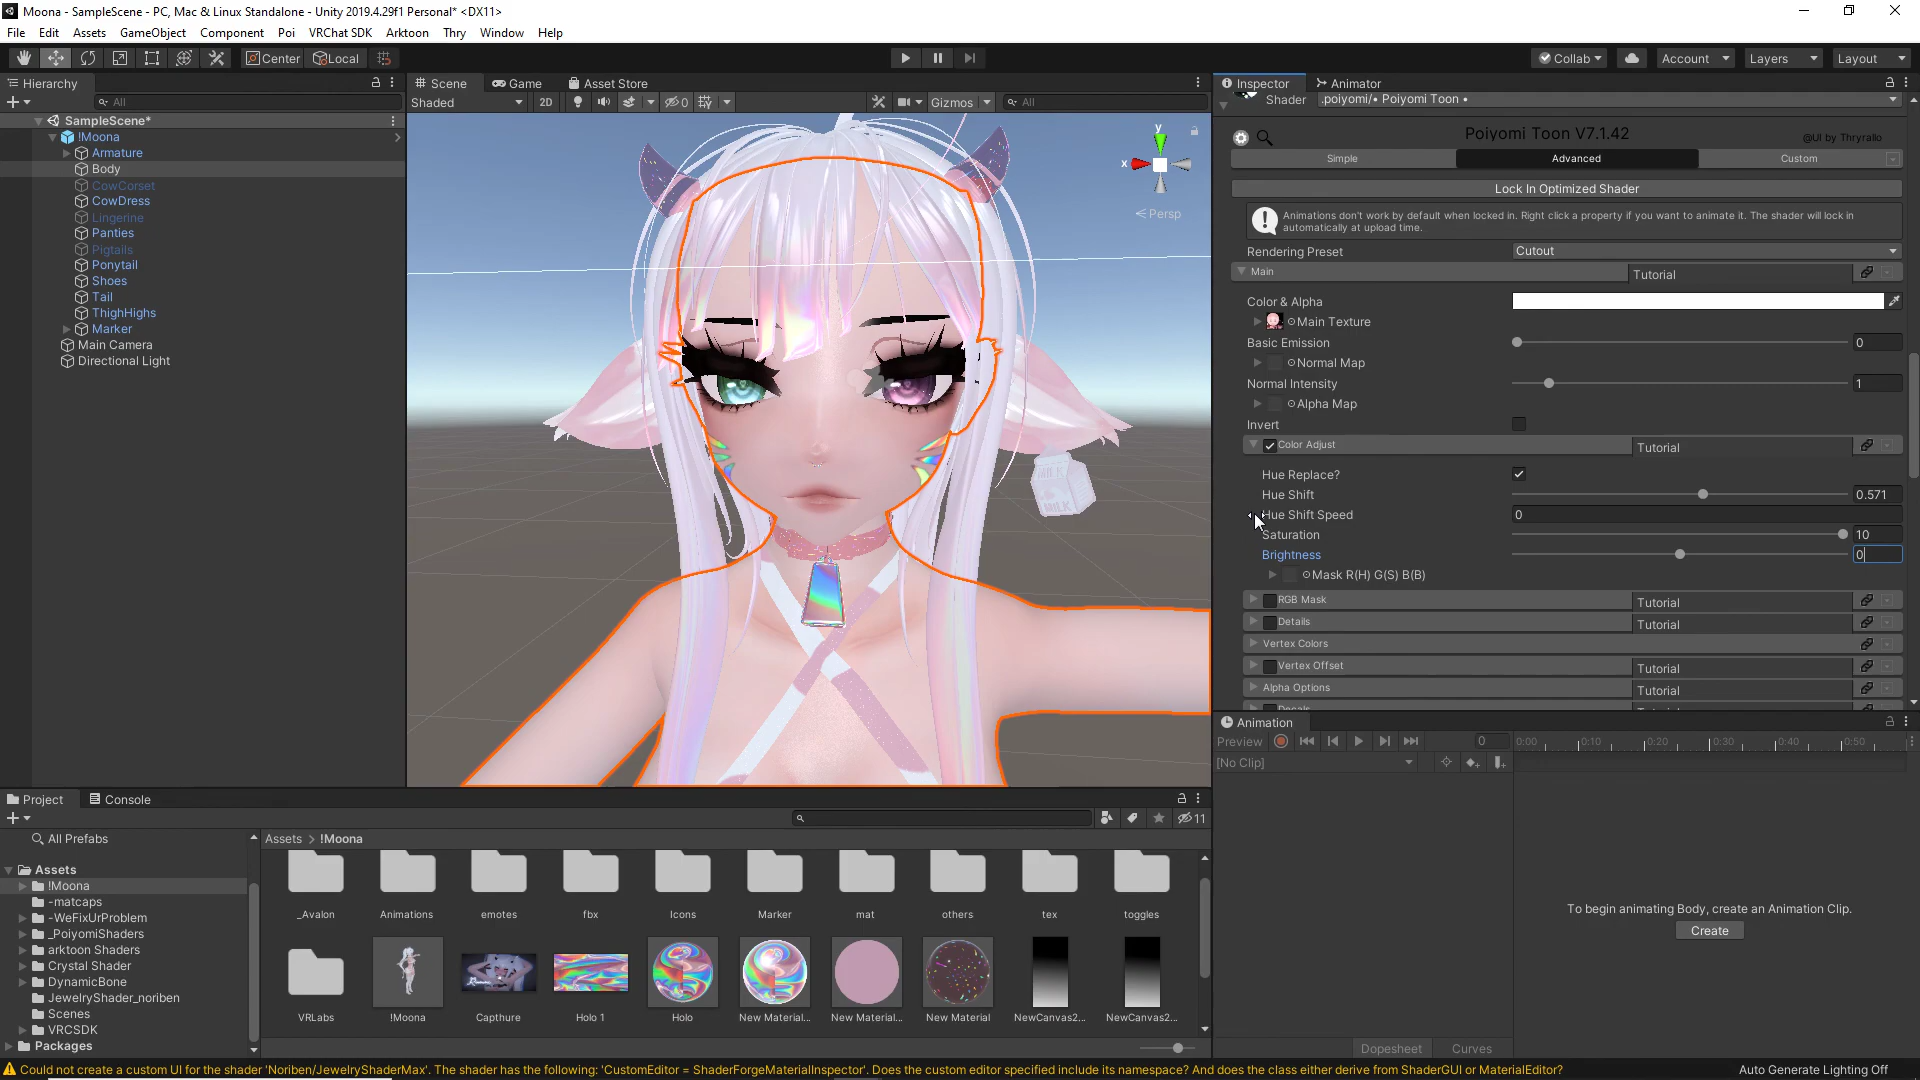 Moona - SampleScene - PC, Mac & Linux Standalone - Unity 2019.4.29f1 Personal* <DX11>
File Edit Assets GameObject Component Poi VRChat SDK Arktoon Thry Window Help
Center Local Collab Account Layers Layout
Hierarchy
All
SampleScene*
!Moona
Armature
Body
CowCorset
CowDress
Lingerine
Panties
Pigtails
Ponytail
Shoes
Tail
ThighHighs
Marker
Main Camera
Directional Light
Scene Game Asset Store
Shaded 2D 0 Gizmos All
y
x
Persp
MILK
Inspector Animator
Shader .poiyomi/• Poiyomi Toon •
Poiyomi Toon V7.1.42
@UI by Thryrallo
Simple Advanced Custom
Lock In Optimized Shader
Animations don't work by default when locked in. Right click a property if you want to animate it. The shader will lock in
automatically at upload time.
Rendering Preset Cutout
Main Tutorial
Color & Alpha
Main Texture
Basic Emission 0
Normal Map
Normal Intensity 1
Alpha Map
Invert
Color Adjust Tutorial
Hue Replace?
Hue Shift 0.571
Hue Shift Speed 0
Saturation 10
Brightness 0
Mask R(H) G(S) B(B)
RGB Mask Tutorial
Details Tutorial
Vertex Colors
Vertex Offset Tutorial
Alpha Options Tutorial
Animation
Preview 0 0:00 0:10 0:20 0:30 0:40 0:50
[No Clip]
To begin animating Body, create an Animation Clip.
Create
Dopesheet Curves
Project Console
11
All Prefabs
Assets
!Moona
-matcaps
-WeFixUrProblem
_PoiyomiShaders
arktoon Shaders
Crystal Shader
DynamicBone
JewelryShader_noriben
Scenes
VRCSDK
Packages
Assets > !Moona
_Avalon Animations emotes fbx Icons Marker mat others tex toggles
VRLabs !Moona Capthure Holo 1 Holo New Material... New Material... New Material NewCanvas2... NewCanvas2...
Could not create a custom UI for the shader 'Noriben/JewelryShaderMax'. The shader has the following: 'CustomEditor = ShaderForgeMaterialInspector'. Does the custom editor specified include its namespace? And does the class either derive from ShaderGUI or MaterialEditor?
Auto Generate Lighting Off